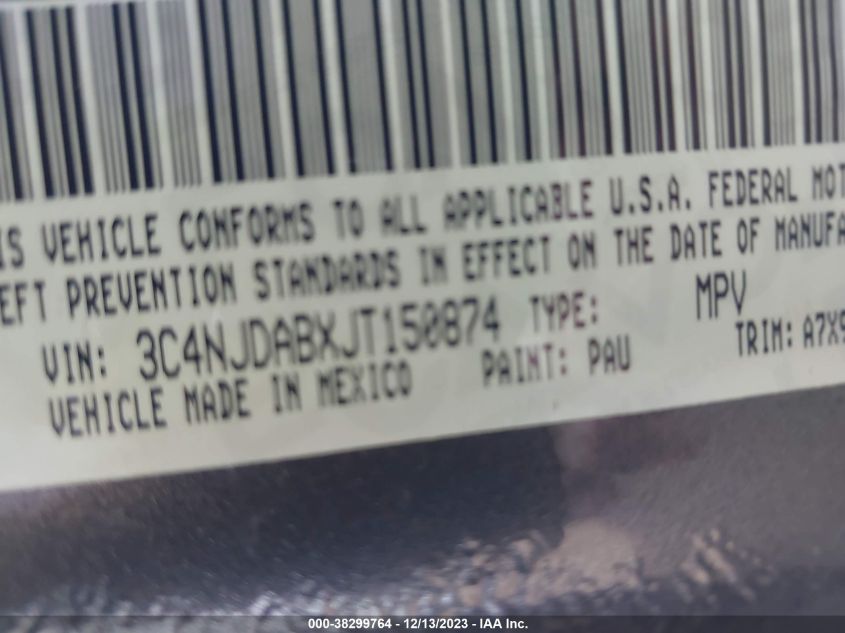 IS VEHICLE CONFORMS TO ALL APPLICABLE U.S.A. FEDERAL MOT
EFT PREVENTION STANDARDS IN EFFECT ON THE DATE OF MANUFA
VIN: 3C4NJDABXJT150874 TYPE: MPV
VEHICLE MADE IN MEXICO PAINT: PAU TRIM: A7X9
000-38299764 - 12/13/2023 - IAA Inc.